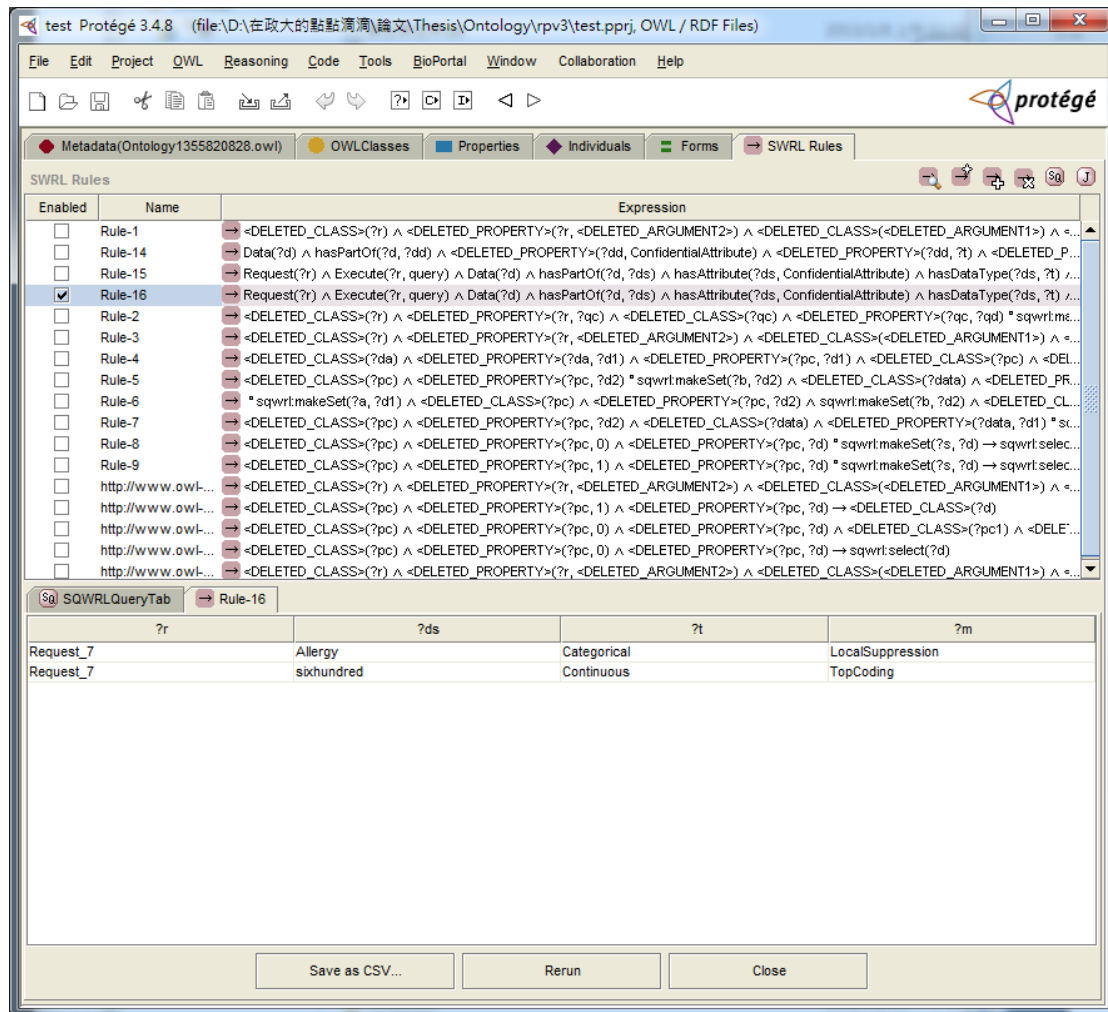 test Protégé 3.4.8 (file:\D:\在政大的點點滴滴\論文\Thesis\Ontology\rpv3\test.pprj, OWL / RDF Files)
File Edit Project OWL Reasoning Code Tools BioPortal Window Collaboration Help
protégé
Metadata(Ontology1355820828.owl) OWLClasses Properties Individuals Forms → SWRL Rules
SWRL Rules
Enabled Name Expression
Rule-1 → <DELETED_CLASS>(?r) ∧ <DELETED_PROPERTY>(?r, <DELETED_ARGUMENT2>) ∧ <DELETED_CLASS>(<DELETED_ARGUMENT1>) ∧ <...
Rule-14 → Data(?d) ∧ hasPartOf(?d, ?dd) ∧ <DELETED_PROPERTY>(?dd, ConfidentialAttribute) ∧ <DELETED_PROPERTY>(?dd, ?t) ∧ <DELETED_P...
Rule-15 → Request(?r) ∧ Execute(?r, query) ∧ Data(?d) ∧ hasPartOf(?d, ?ds) ∧ hasAttribute(?ds, ConfidentialAttribute) ∧ hasDataType(?ds, ?t) ∧...
Rule-16 → Request(?r) ∧ Execute(?r, query) ∧ Data(?d) ∧ hasPartOf(?d, ?ds) ∧ hasAttribute(?ds, ConfidentialAttribute) ∧ hasDataType(?ds, ?t) ∧...
Rule-2 → <DELETED_CLASS>(?r) ∧ <DELETED_PROPERTY>(?r, ?qc) ∧ <DELETED_CLASS>(?qc) ∧ <DELETED_PROPERTY>(?qc, ?qd) ° sqwrl:ma...
Rule-3 → <DELETED_CLASS>(?r) ∧ <DELETED_PROPERTY>(?r, <DELETED_ARGUMENT2>) ∧ <DELETED_CLASS>(<DELETED_ARGUMENT1>) ∧ <...
Rule-4 → <DELETED_CLASS>(?da) ∧ <DELETED_PROPERTY>(?da, ?d1) ∧ <DELETED_PROPERTY>(?pc, ?d1) ∧ <DELETED_CLASS>(?pc) ∧ <DEL...
Rule-5 → <DELETED_CLASS>(?pc) ∧ <DELETED_PROPERTY>(?pc, ?d2) ° sqwrl:makeSet(?b, ?d2) ∧ <DELETED_CLASS>(?data) ∧ <DELETED_PR...
Rule-6 → ° sqwrl:makeSet(?a, ?d1) ∧ <DELETED_CLASS>(?pc) ∧ <DELETED_PROPERTY>(?pc, ?d2) ∧ sqwrl:makeSet(?b, ?d2) ∧ <DELETED_CL...
Rule-7 → <DELETED_CLASS>(?pc) ∧ <DELETED_PROPERTY>(?pc, ?d2) ∧ <DELETED_CLASS>(?data) ∧ <DELETED_PROPERTY>(?data, ?d1) ° s...
Rule-8 → <DELETED_CLASS>(?pc) ∧ <DELETED_PROPERTY>(?pc, 0) ∧ <DELETED_PROPERTY>(?pc, ?d) ° sqwrl:makeSet(?s, ?d) → sqwrl:selec...
Rule-9 → <DELETED_CLASS>(?pc) ∧ <DELETED_PROPERTY>(?pc, 1) ∧ <DELETED_PROPERTY>(?pc, ?d) ° sqwrl:makeSet(?s, ?d) → sqwrl:selec...
http://www.owl-... → <DELETED_CLASS>(?r) ∧ <DELETED_PROPERTY>(?r, <DELETED_ARGUMENT2>) ∧ <DELETED_CLASS>(<DELETED_ARGUMENT1>) ∧ <...
http://www.owl-... → <DELETED_CLASS>(?pc) ∧ <DELETED_PROPERTY>(?pc, 1) ∧ <DELETED_PROPERTY>(?pc, ?d) → <DELETED_CLASS>(?d)
http://www.owl-... → <DELETED_CLASS>(?pc) ∧ <DELETED_PROPERTY>(?pc, 0) ∧ <DELETED_PROPERTY>(?pc, ?d) ∧ <DELETED_CLASS>(?pc1) ∧ <DELET...
http://www.owl-... → <DELETED_CLASS>(?pc) ∧ <DELETED_PROPERTY>(?pc, 0) ∧ <DELETED_PROPERTY>(?pc, ?d) → sqwrl:select(?d)
http://www.owl-... → <DELETED_CLASS>(?r) ∧ <DELETED_PROPERTY>(?r, <DELETED_ARGUMENT2>) ∧ <DELETED_CLASS>(<DELETED_ARGUMENT1>) ∧ <...
SQ SQWRLQueryTab → Rule-16
?r ?ds ?t ?m
Request_7 Allergy Categorical LocalSuppression
Request_7 sixhundred Continuous TopCoding
Save as CSV... Rerun Close